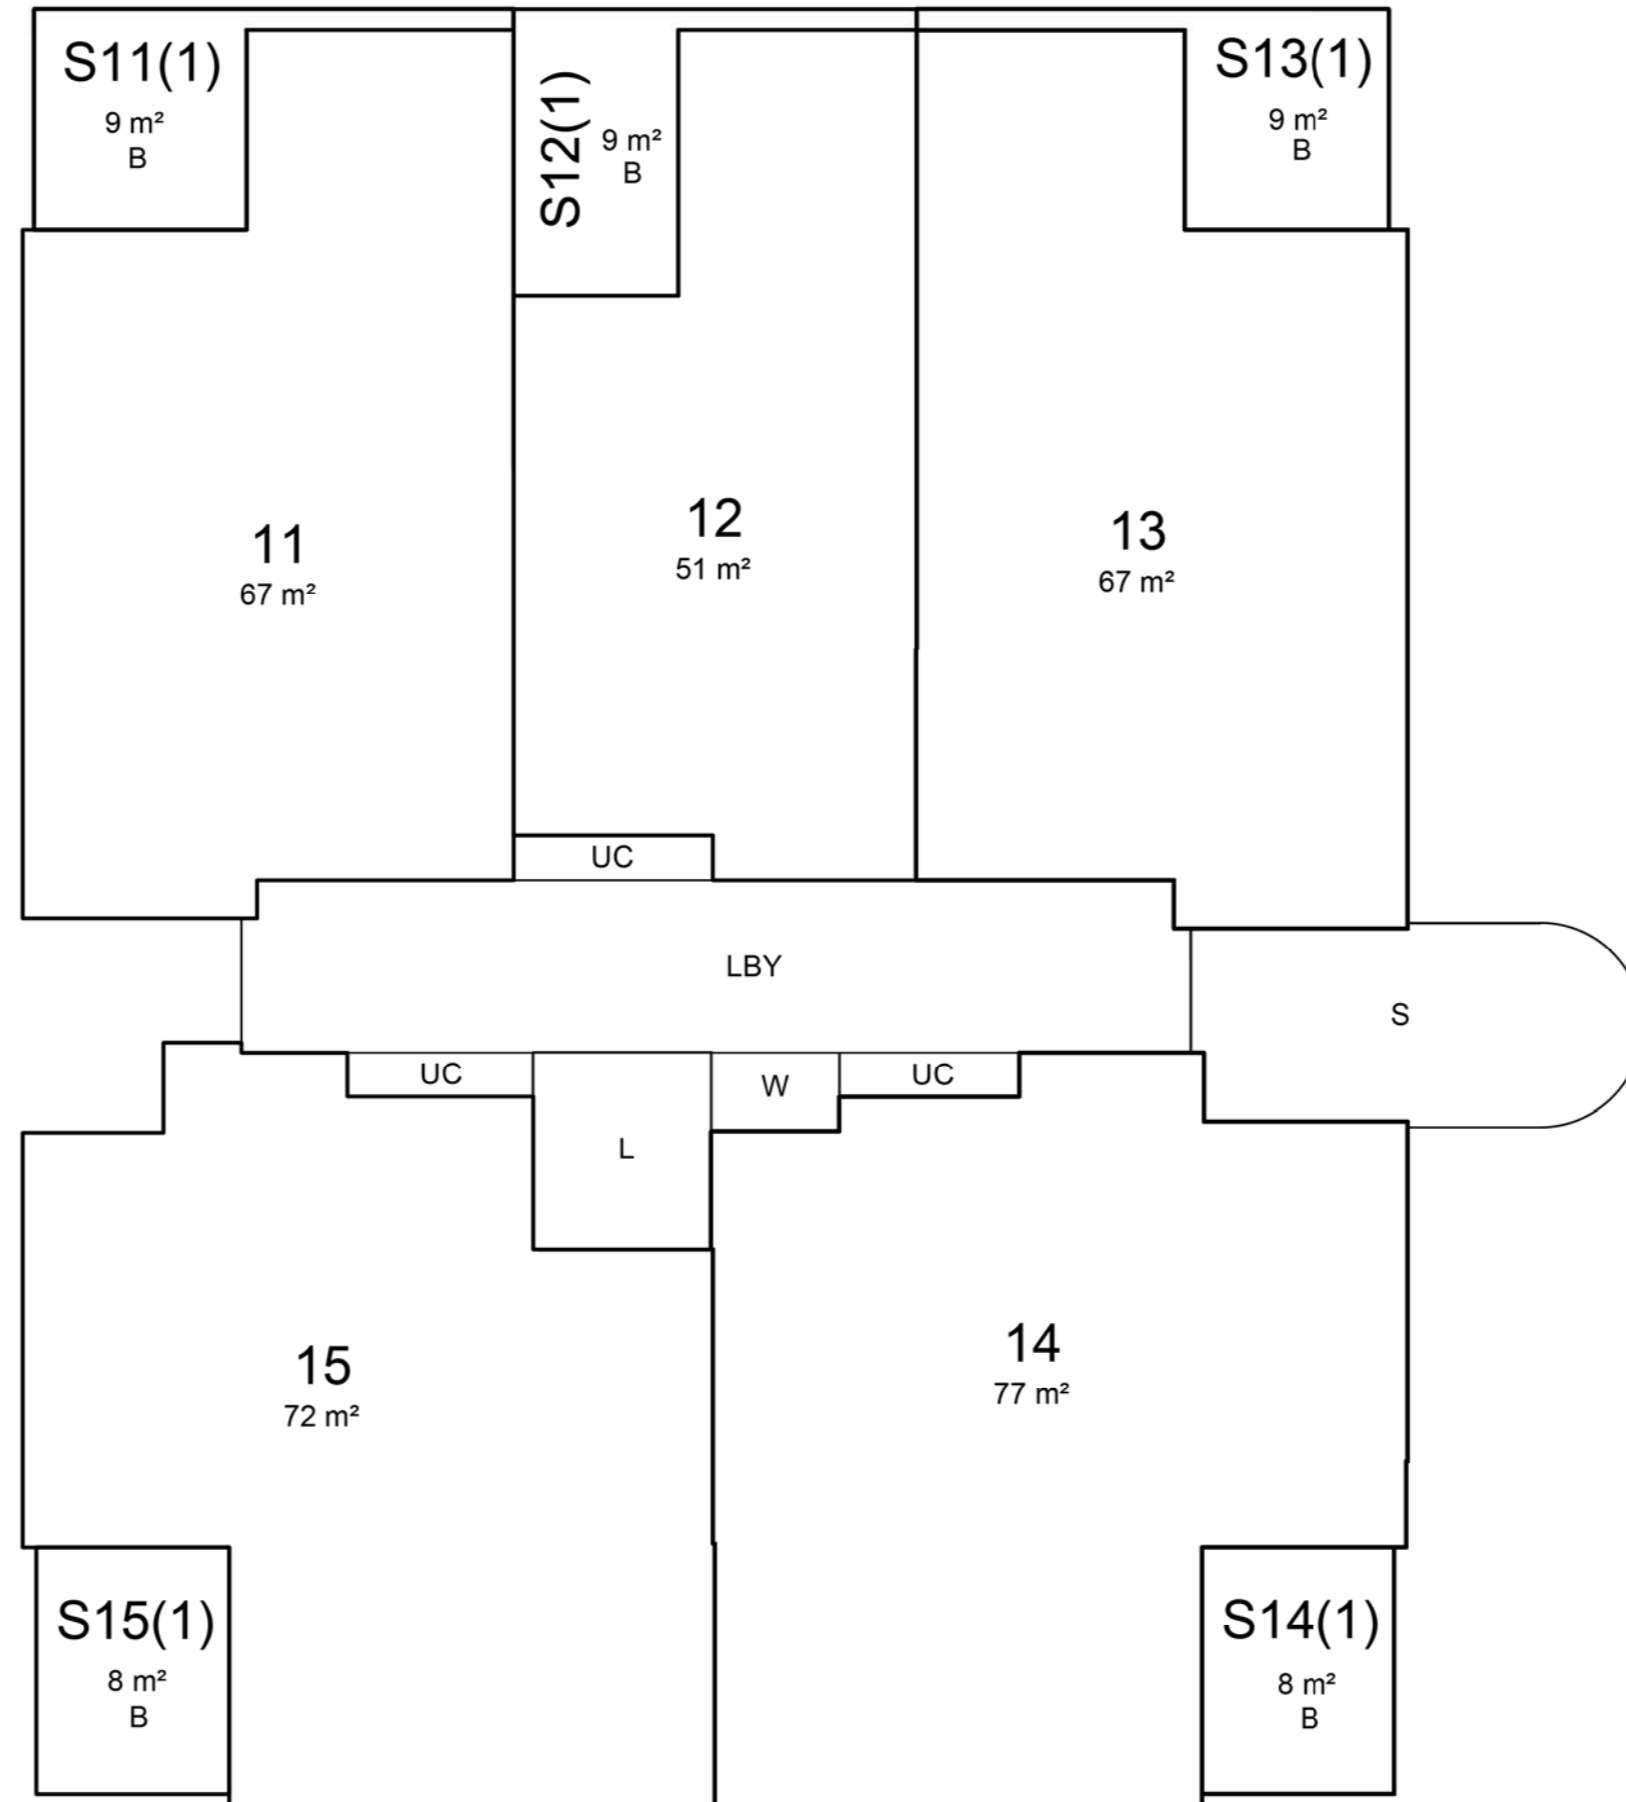 S11(1)
9 m²
B
S12(1)
9 m²
B
S13(1)
9 m²
B
11
67 m²
12
51 m²
13
67 m²
UC
LBY
S
UC
L
W
UC
15
72 m²
14
77 m²
S15(1)
8 m²
B
S14(1)
8 m²
B